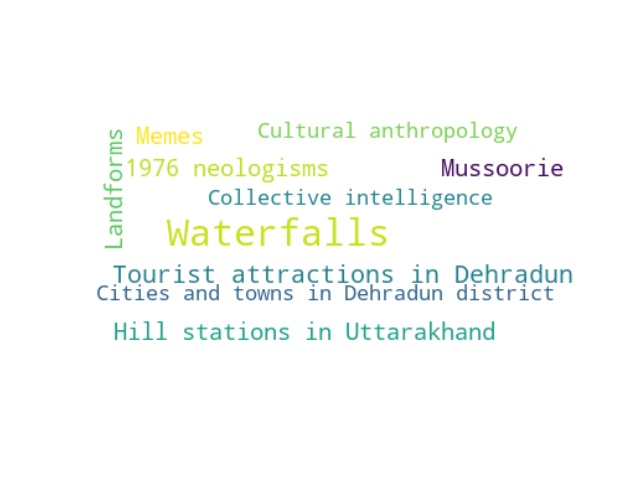 Landforms
Memes
Cultural anthropology
1976 neologisms
Mussoorie
Collective intelligence
Waterfalls
Tourist attractions in Dehradun
Cities and towns in Dehradun district
Hill stations in Uttarakhand